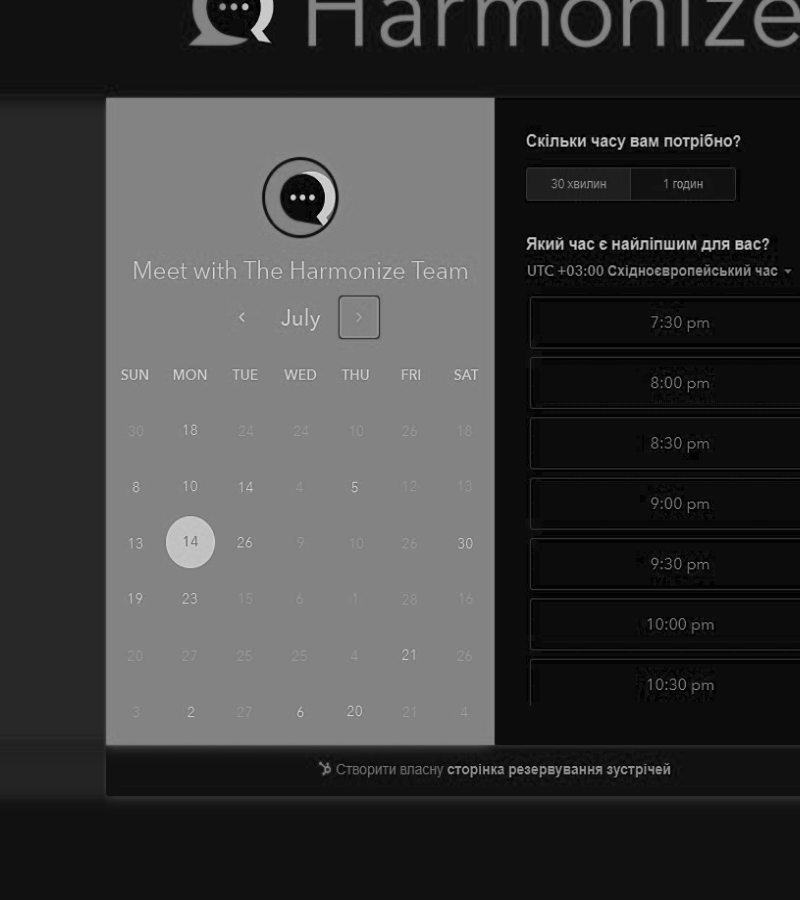 Harmonize
Meet with The Harmonize Team
July
SUN MON TUE WED THU FRI SAT
30 18 24 24 10 26 18
8 10 14 4 5 12 13
13 14 26 9 10 26 30
19 23 15 6 1 28 16
20 27 25 25 4 21 26
3 2 27 6 20 21 4
Скільки часу вам потрібно?
30 хвилин 1 годин
Який час є найліпшим для вас?
UTC +03:00 Східноєвропейський час
7:30 pm
8:00 pm
8:30 pm
9:00 pm
9:30 pm
10:00 pm
10:30 pm
Створити власну сторінка резервування зустрічей